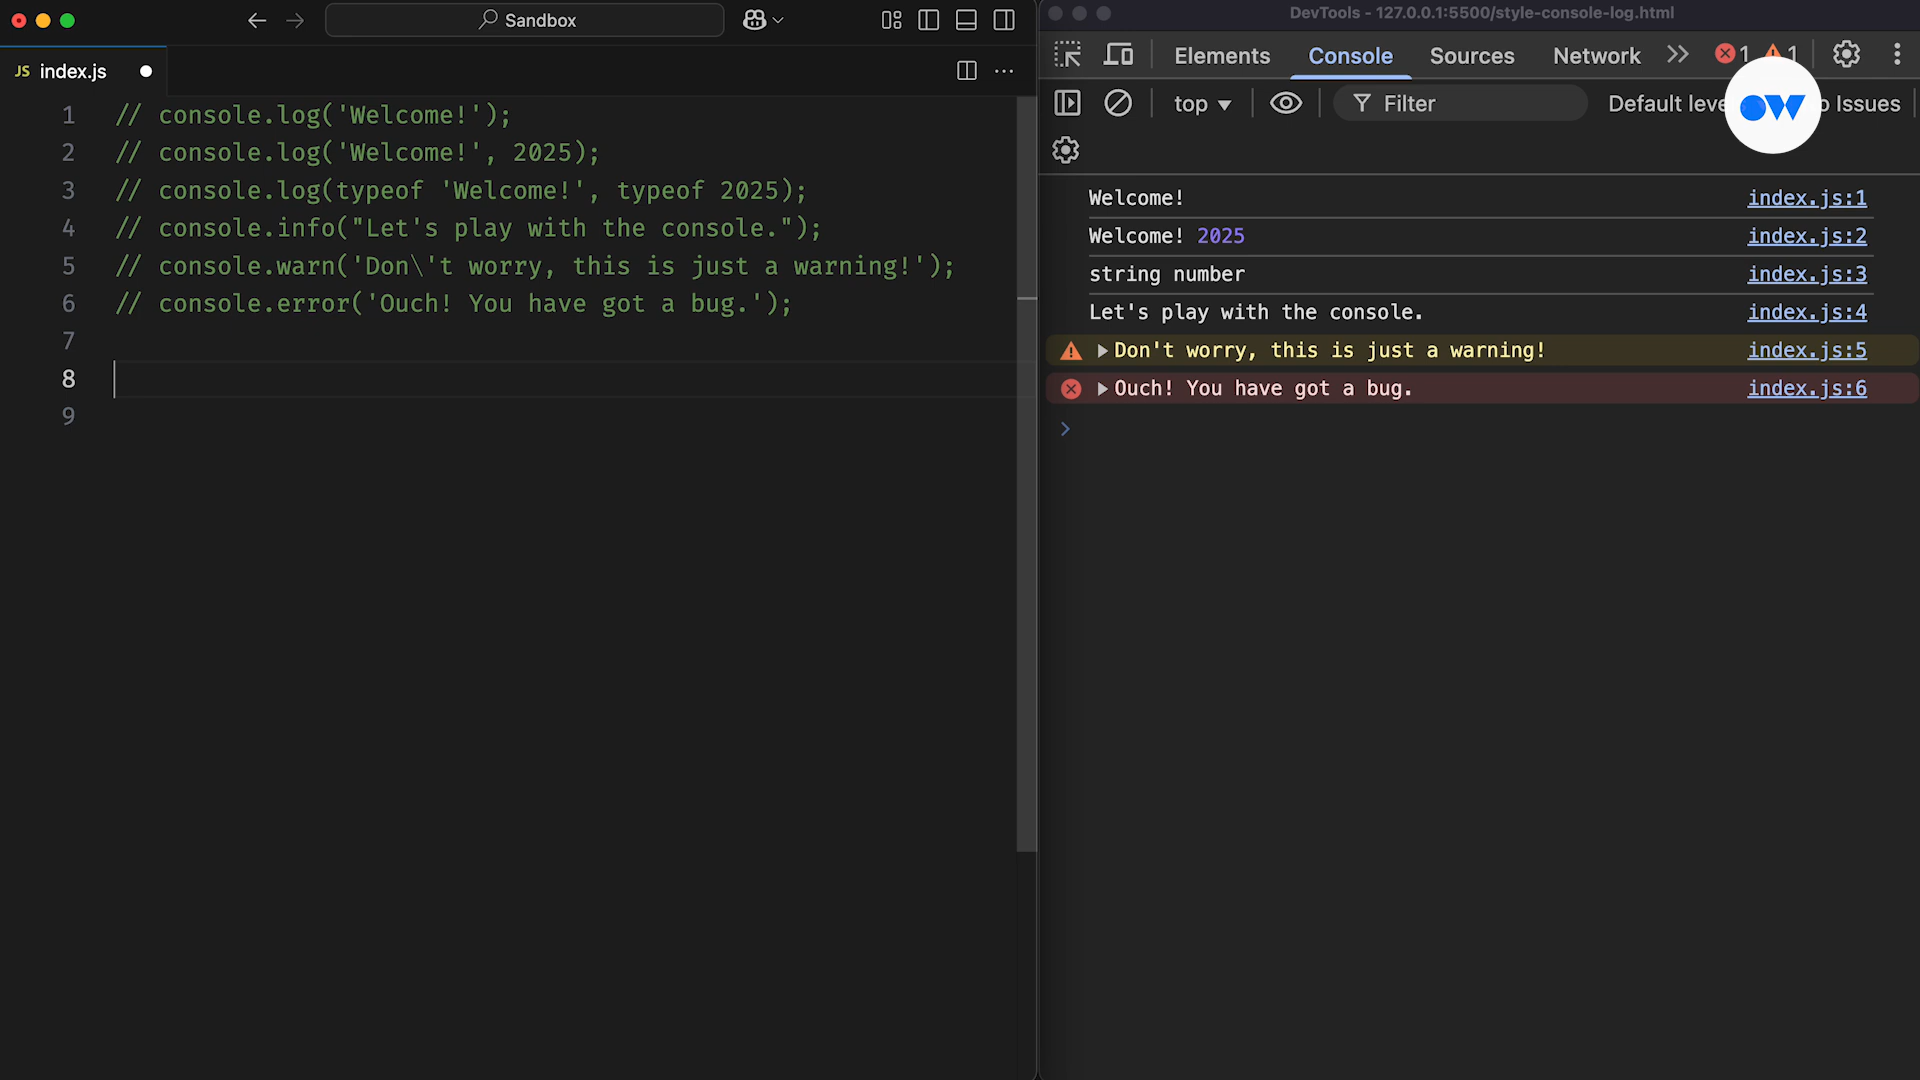 Sandbox
JS index.js
1 // console.log('Welcome!');
2 // console.log('Welcome!', 2025);
3 // console.log(typeof 'Welcome!', typeof 2025);
4 // console.info("Let's play with the console.");
5 // console.warn('Don\'t worry, this is just a warning!');
6 // console.error('Ouch! You have got a bug.');
7
8
9
DevTools - 127.0.0.1:5500/style-console-log.html
Elements Console Sources Network 1 1
top Filter Default Issues
OW
Welcome! index.js:1
Welcome! 2025 index.js:2
string number index.js:3
Let's play with the console. index.js:4
Don't worry, this is just a warning! index.js:5
Ouch! You have got a bug. index.js:6